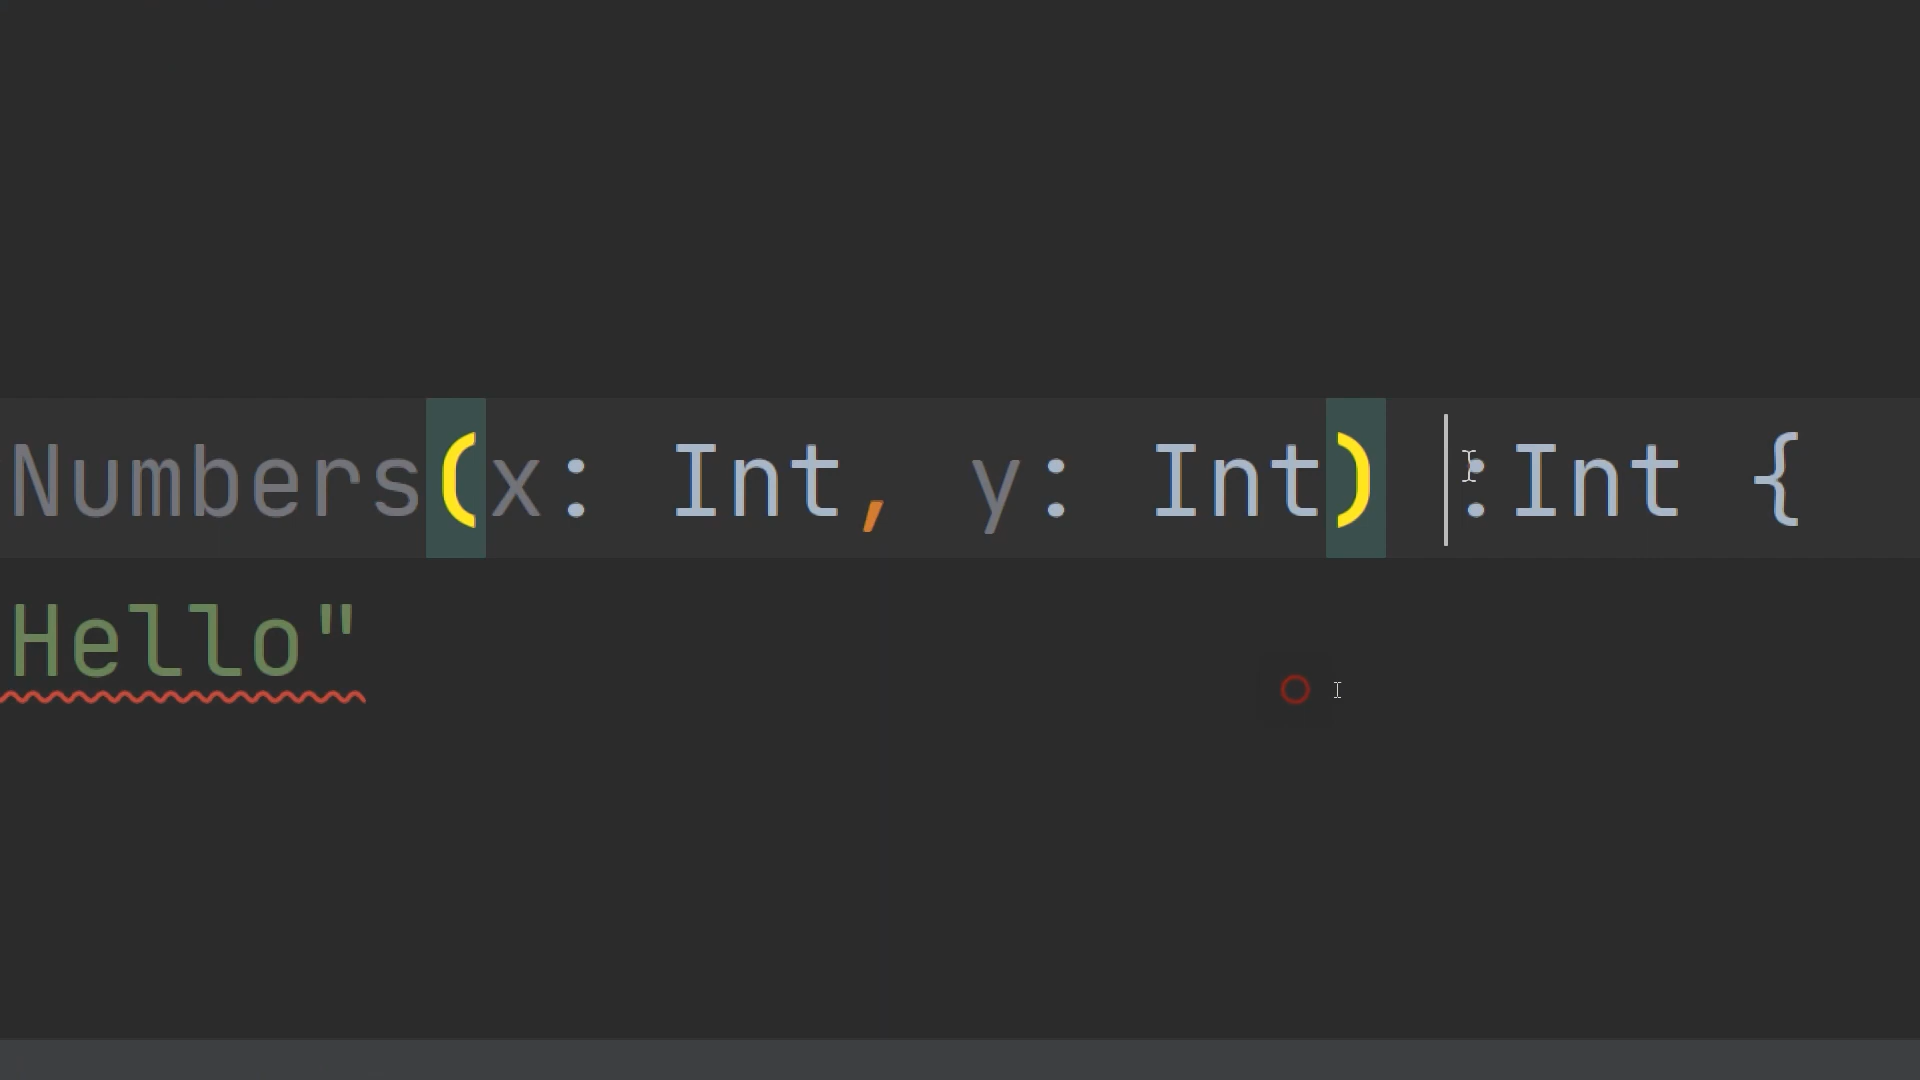 Numbers(x: Int, y: Int) :Int {
Hello"